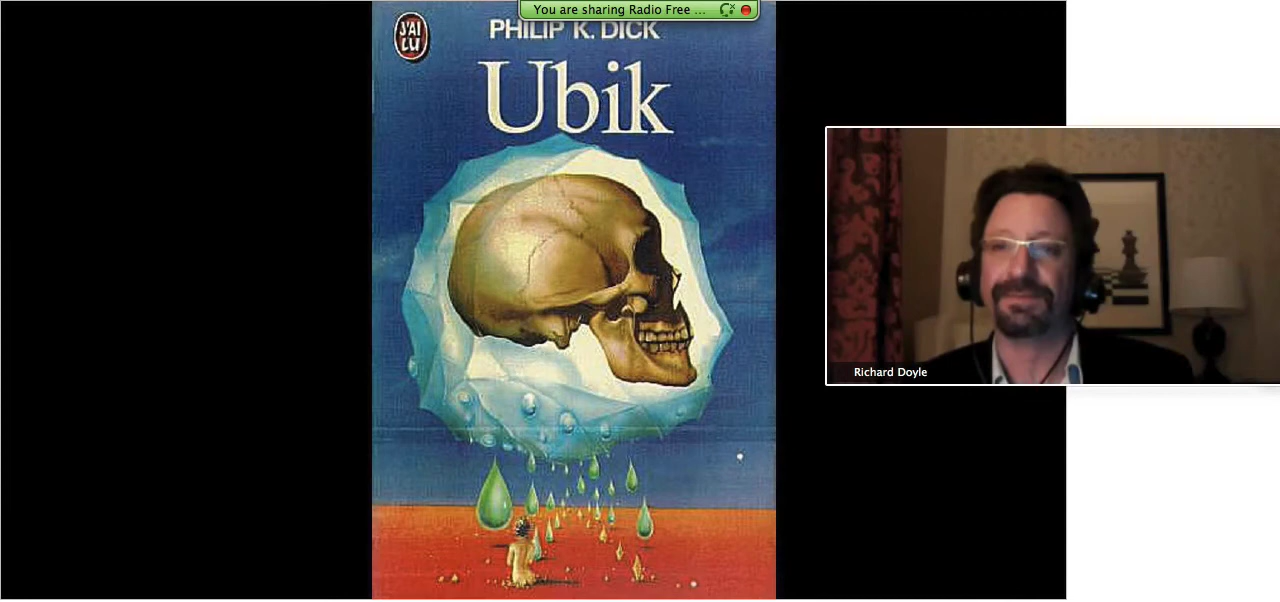 You are sharing Radio Free ...
J'AI
LU
PHILIP K. DICK
Ubik
Richard Doyle